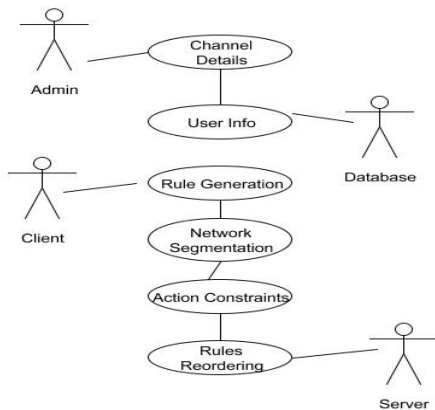 Channel
Details
Admin
User Info
Database
Rule Generation
Client
Network
Segmentation
Action Constraints
Rules
Reordering
Server